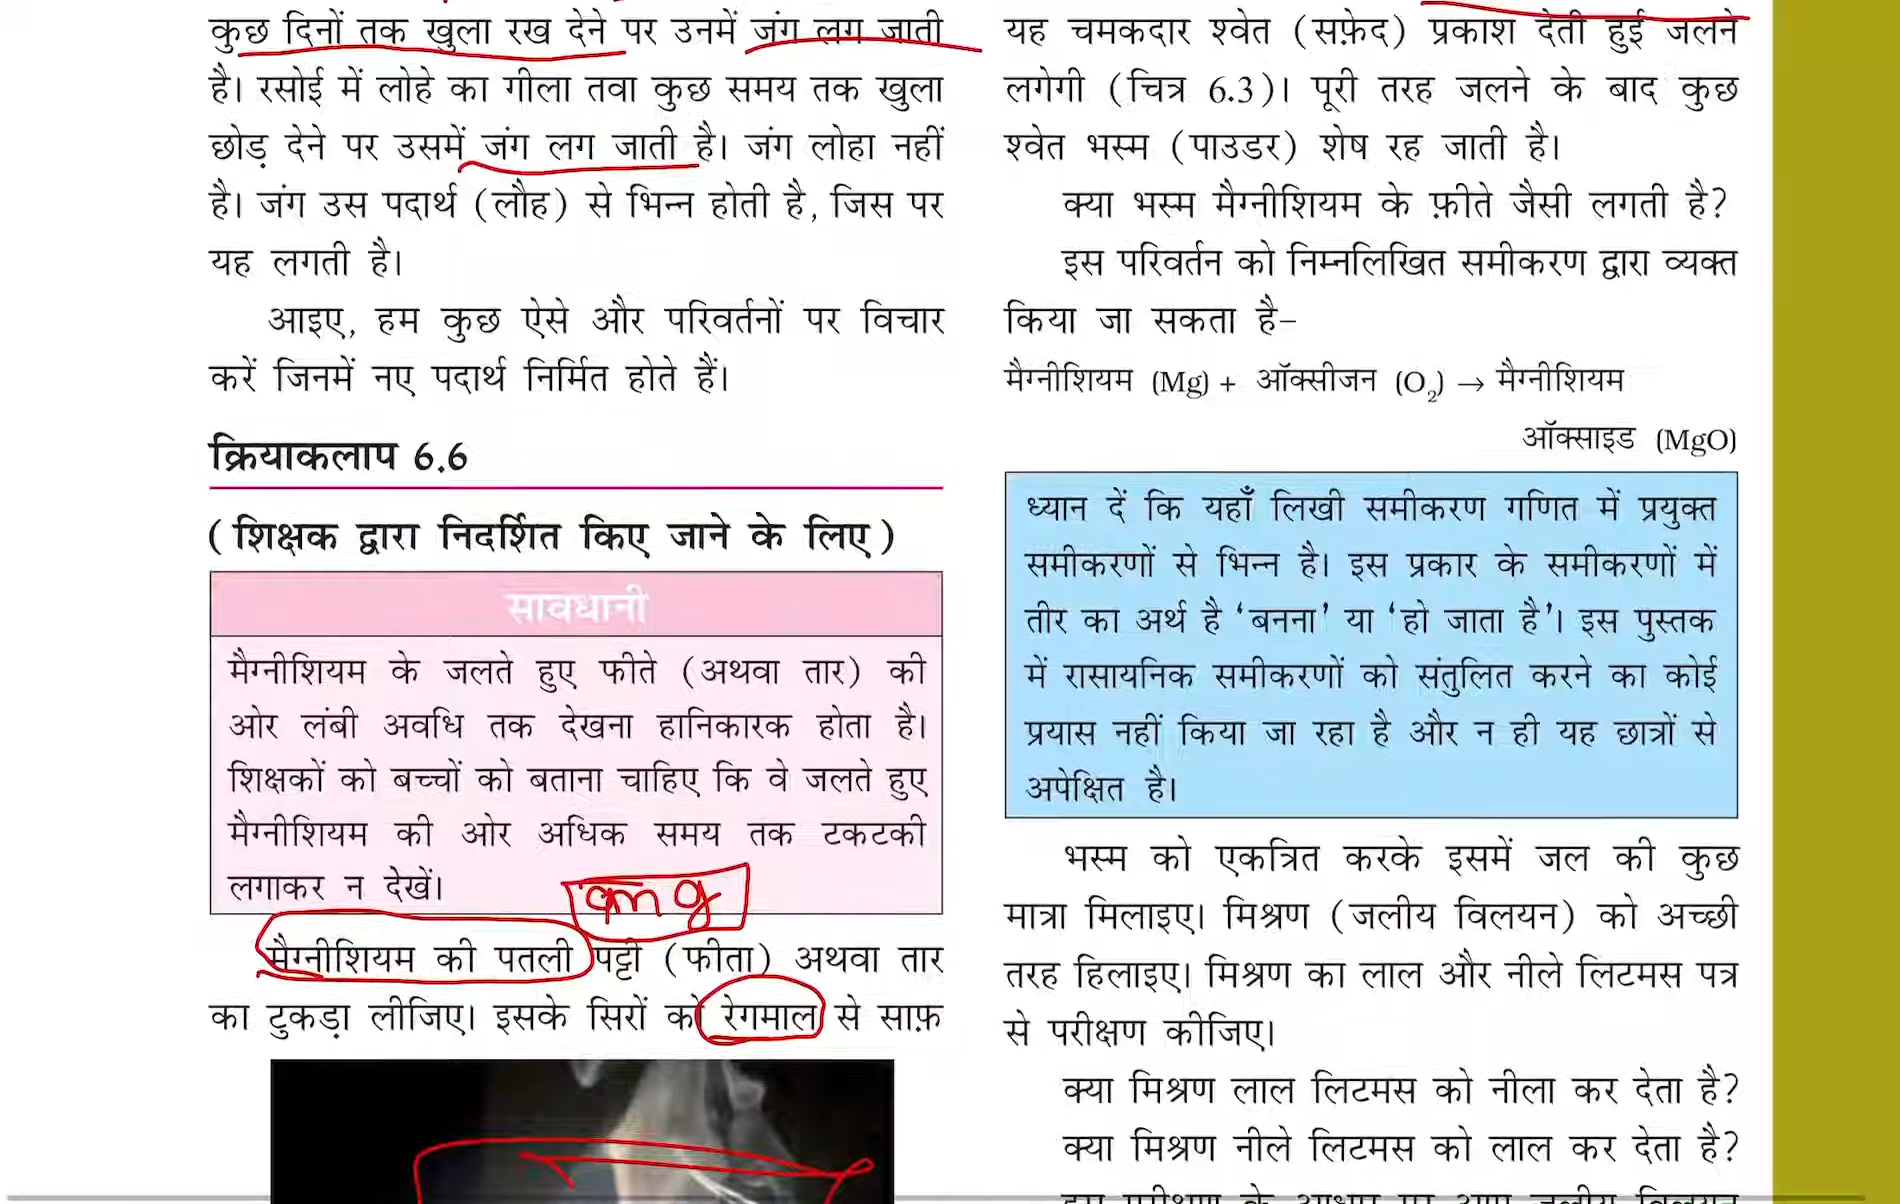 कुछ दिनों तक खुला रख देने पर उनमें जंग लग जाती
है। रसोई में लोहे का गीला तवा कुछ समय तक खुला
छोड़ देने पर उसमें जंग लग जाती है। जंग लोहा नहीं
है। जंग उस पदार्थ (लौह) से भिन्न होती है, जिस पर
यह लगती है।
आइए, हम कुछ ऐसे और परिवर्तनों पर विचार
करें जिनमें नए पदार्थ निर्मित होते हैं।
क्रियाकलाप 6.6
(शिक्षक द्वारा निदर्शित किए जाने के लिए)
सावधानी
मैग्नीशियम के जलते हुए फीते (अथवा तार) की
ओर लंबी अवधि तक देखना हानिकारक होता है।
शिक्षकों को बच्चों को बताना चाहिए कि वे जलते हुए
मैग्नीशियम की ओर अधिक समय तक टकटकी
लगाकर न देखें।
मैग्नीशियम की पतली पट्टी (फीता) अथवा तार
का टुकड़ा लीजिए। इसके सिरों को रेगमाल से साफ़
यह चमकदार श्वेत (सफ़ेद) प्रकाश देती हुई जलने
लगेगी (चित्र 6.3)। पूरी तरह जलने के बाद कुछ
श्वेत भस्म (पाउडर) शेष रह जाती है।
क्या भस्म मैग्नीशियम के फ़ीते जैसी लगती है?
इस परिवर्तन को निम्नलिखित समीकरण द्वारा व्यक्त
किया जा सकता है–
मैग्नीशियम (Mg) + ऑक्सीजन (O₂) → मैग्नीशियम
ऑक्साइड (MgO)
ध्यान दें कि यहाँ लिखी समीकरण गणित में प्रयुक्त
समीकरणों से भिन्न है। इस प्रकार के समीकरणों में
तीर का अर्थ है ‘बनना’ या ‘हो जाता है’। इस पुस्तक
में रासायनिक समीकरणों को संतुलित करने का कोई
प्रयास नहीं किया जा रहा है और न ही यह छात्रों से
अपेक्षित है।
भस्म को एकत्रित करके इसमें जल की कुछ
मात्रा मिलाइए। मिश्रण (जलीय विलयन) को अच्छी
तरह हिलाइए। मिश्रण का लाल और नीले लिटमस पत्र
से परीक्षण कीजिए।
क्या मिश्रण लाल लिटमस को नीला कर देता है?
क्या मिश्रण नीले लिटमस को लाल कर देता है?